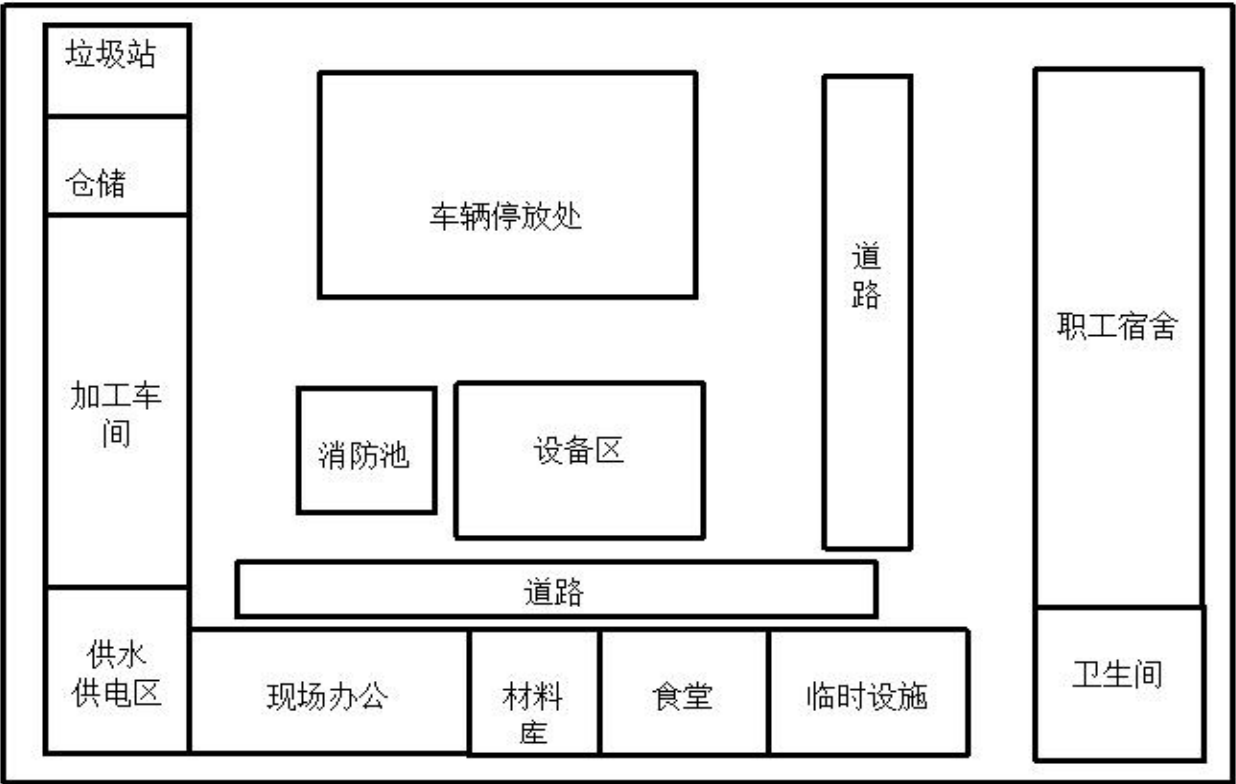 垃圾站
仓储
加工车
间
供水
供电区
车辆停放处
消防池
设备区
道
路
道路
现场办公
材料
库
食堂
临时设施
职工宿舍
卫生间